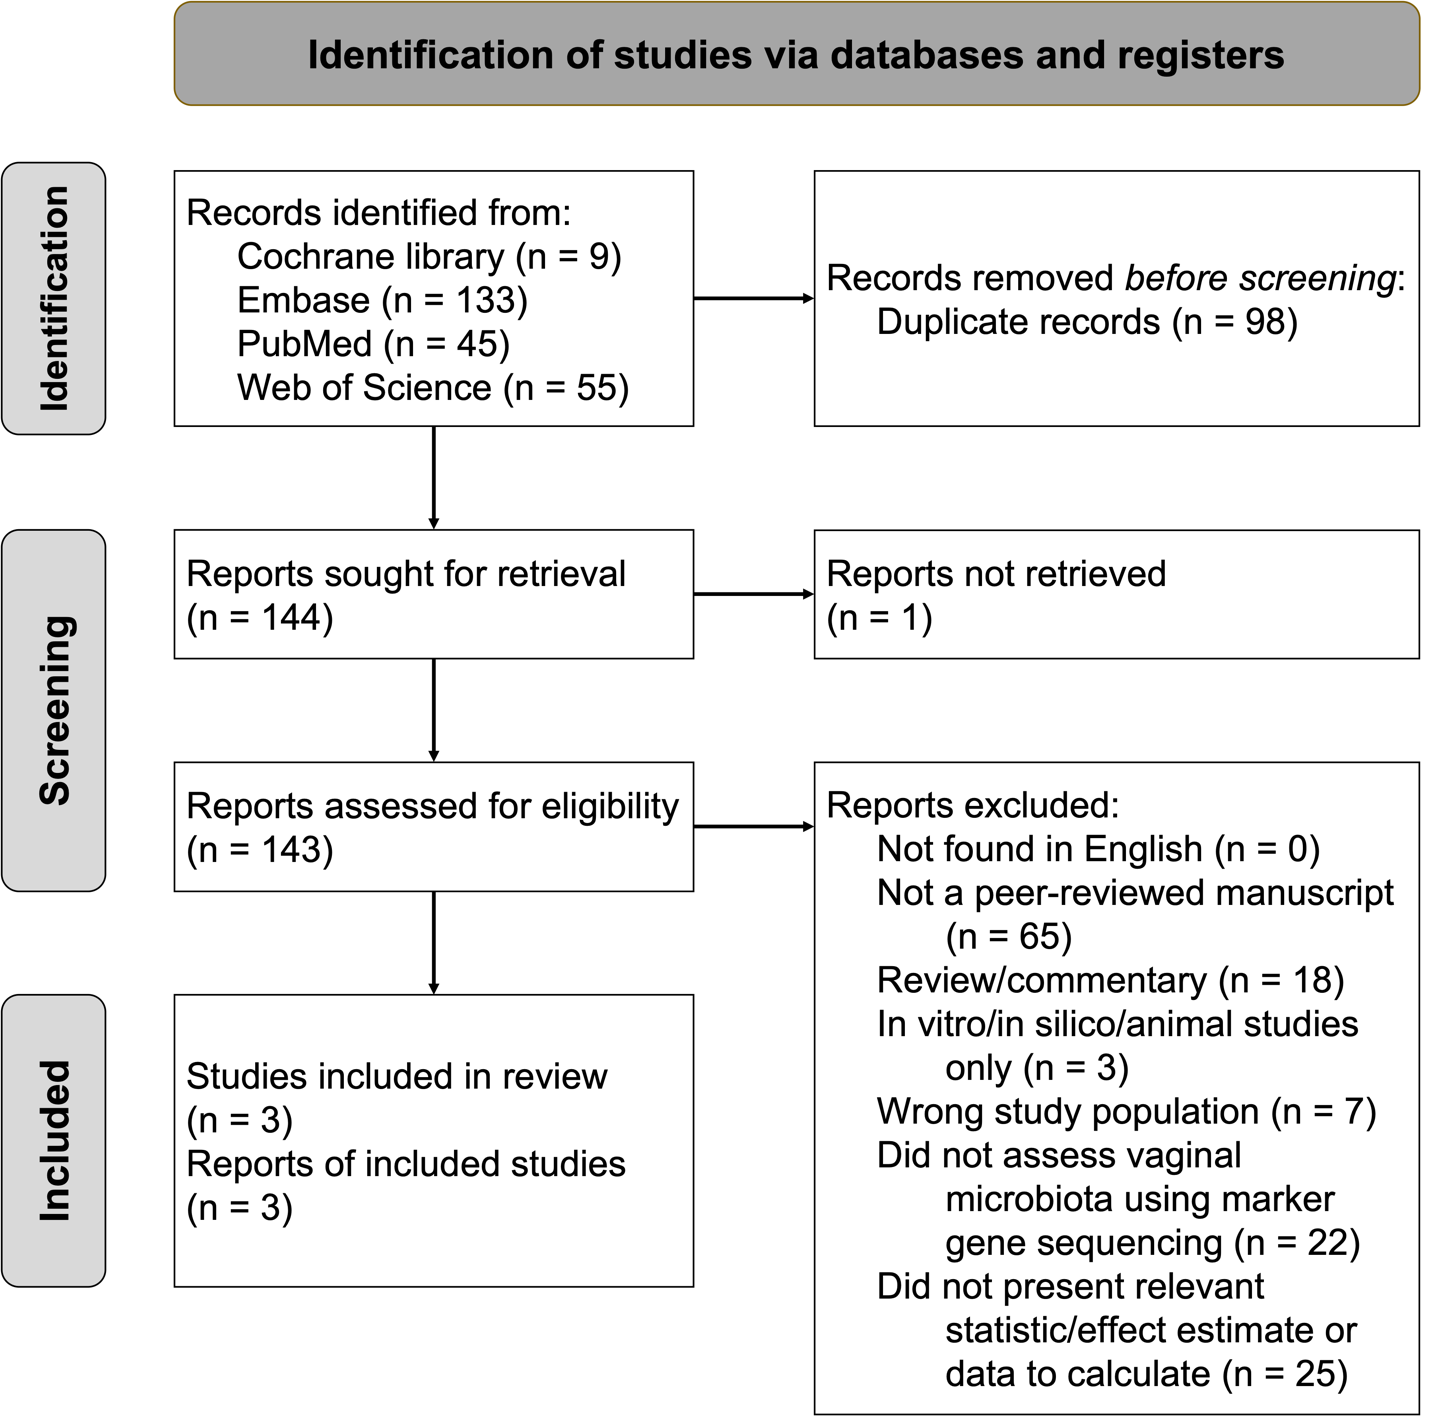 Identification of studies via databases and registers
Identification
Records identified from:
Cochrane library (n = 9)
Embase (n = 133)
PubMed (n = 45)
Web of Science (n = 55)
Records removed before screening:
Duplicate records (n = 98)
Screening
Reports sought for retrieval
(n = 144)
Reports not retrieved
(n = 1)
Reports assessed for eligibility
(n = 143)
Reports excluded:
Not found in English (n = 0)
Not a peer-reviewed manuscript
(n = 65)
Review/commentary (n = 18)
In vitro/in silico/animal studies
only (n = 3)
Wrong study population (n = 7)
Did not assess vaginal
microbiota using marker
gene sequencing (n = 22)
Did not present relevant
statistic/effect estimate or
data to calculate (n = 25)
Included
Studies included in review
(n = 3)
Reports of included studies
(n = 3)